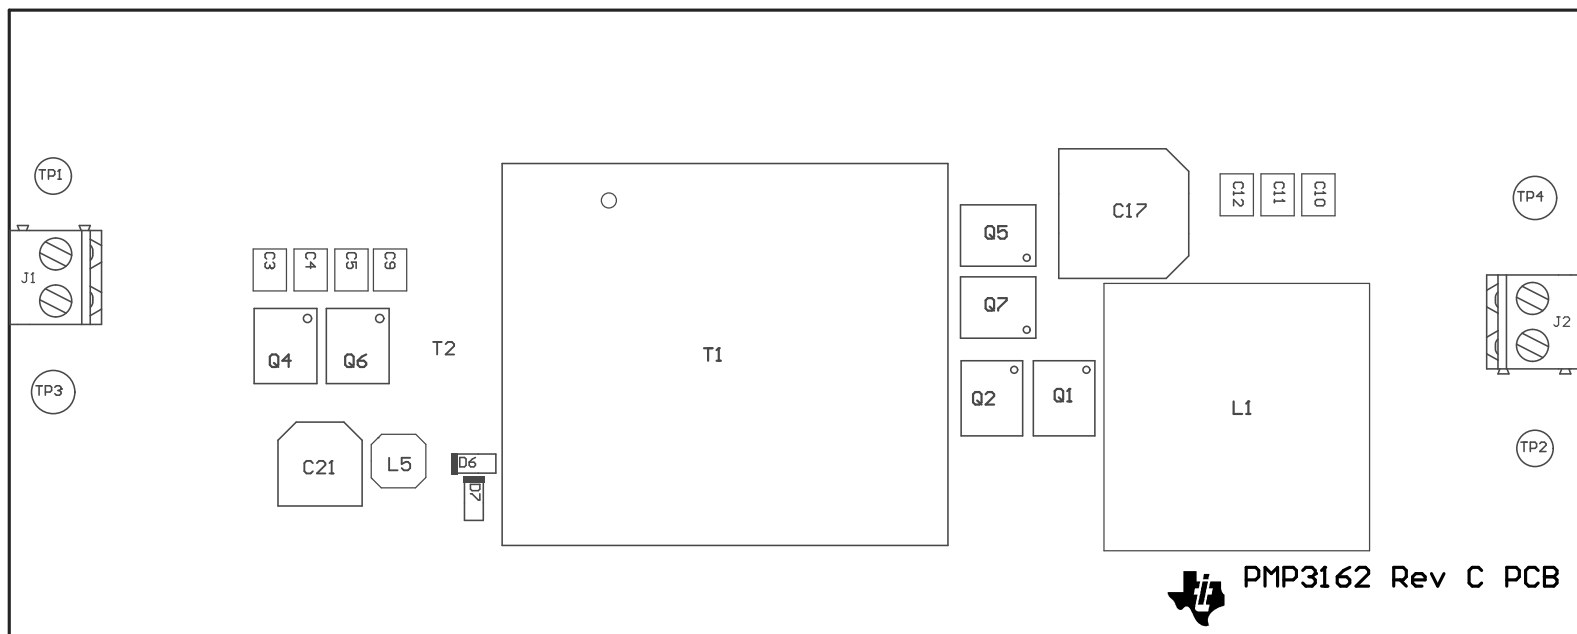 TP1
J1
TP3
C3
C4
C5
C9
Q4
Q6
T2
C21
L5
D6
D7
T1
Q5
Q7
Q2
Q1
C17
C12
C11
C10
L1
TP4
J2
TP2
PMP3162 Rev C PCB